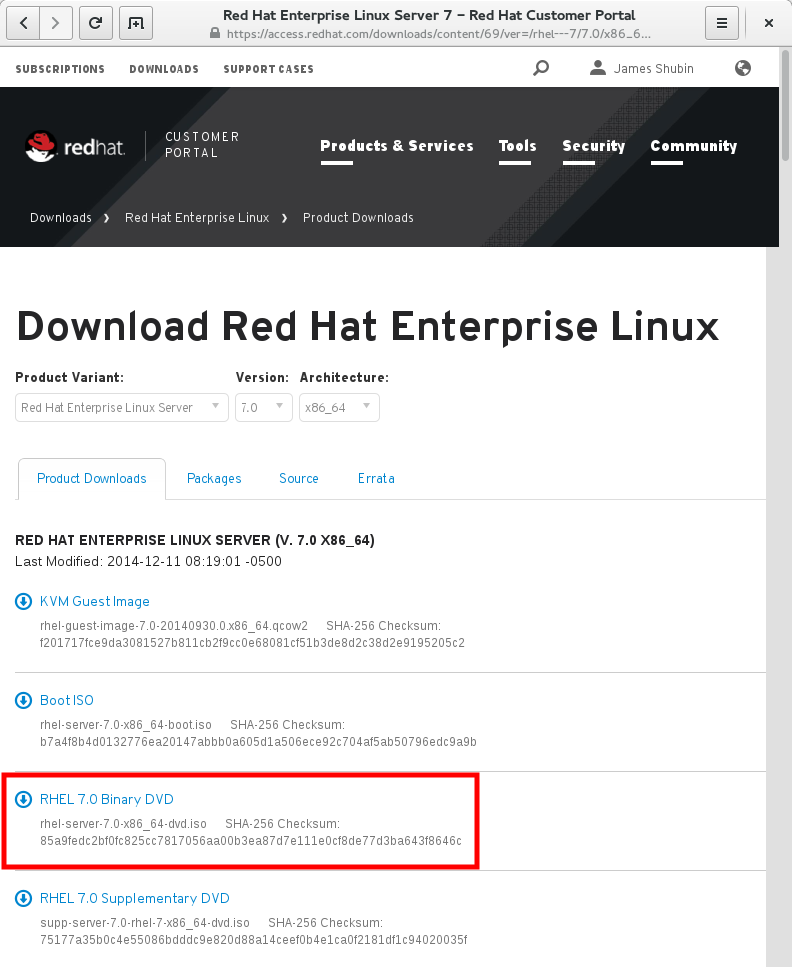 Red Hat Enterprise Linux Server 7 – Red Hat Customer Portal
https://access.redhat.com/downloads/content/69/ver=/rhel---7/7.0/x86_6...
SUBSCRIPTIONS DOWNLOADS SUPPORT CASES James Shubin
redhat. CUSTOMER PORTAL
Products & Services Tools Security Community
Downloads ❯ Red Hat Enterprise Linux ❯ Product Downloads
Download Red Hat Enterprise Linux
Product Variant: Version: Architecture:
Red Hat Enterprise Linux Server 7.0 x86_64
Product Downloads Packages Source Errata
RED HAT ENTERPRISE LINUX SERVER (V. 7.0 X86_64)
Last Modified: 2014-12-11 08:19:01 -0500
KVM Guest Image
rhel-guest-image-7.0-20140930.0.x86_64.qcow2 SHA-256 Checksum:
f201717fce9da3081527b811cb2f9cc0e68081cf51b3de8d2c38d2e9195205c2
Boot ISO
rhel-server-7.0-x86_64-boot.iso SHA-256 Checksum:
b7a4f8b4d0132776ea20147abbb0a605d1a506ece92c704af5ab50796edc9a9b
RHEL 7.0 Binary DVD
rhel-server-7.0-x86_64-dvd.iso SHA-256 Checksum:
85a9fedc2bf0fc825cc7817056aa00b3ea87d7e111e0cf8de77d3ba643f8646c
RHEL 7.0 Supplementary DVD
supp-server-7.0-rhel-7-x86_64-dvd.iso SHA-256 Checksum:
75177a35b0c4e55086bdddc9e820d88a14ceef0b4e1ca0f2181df1c94020035f